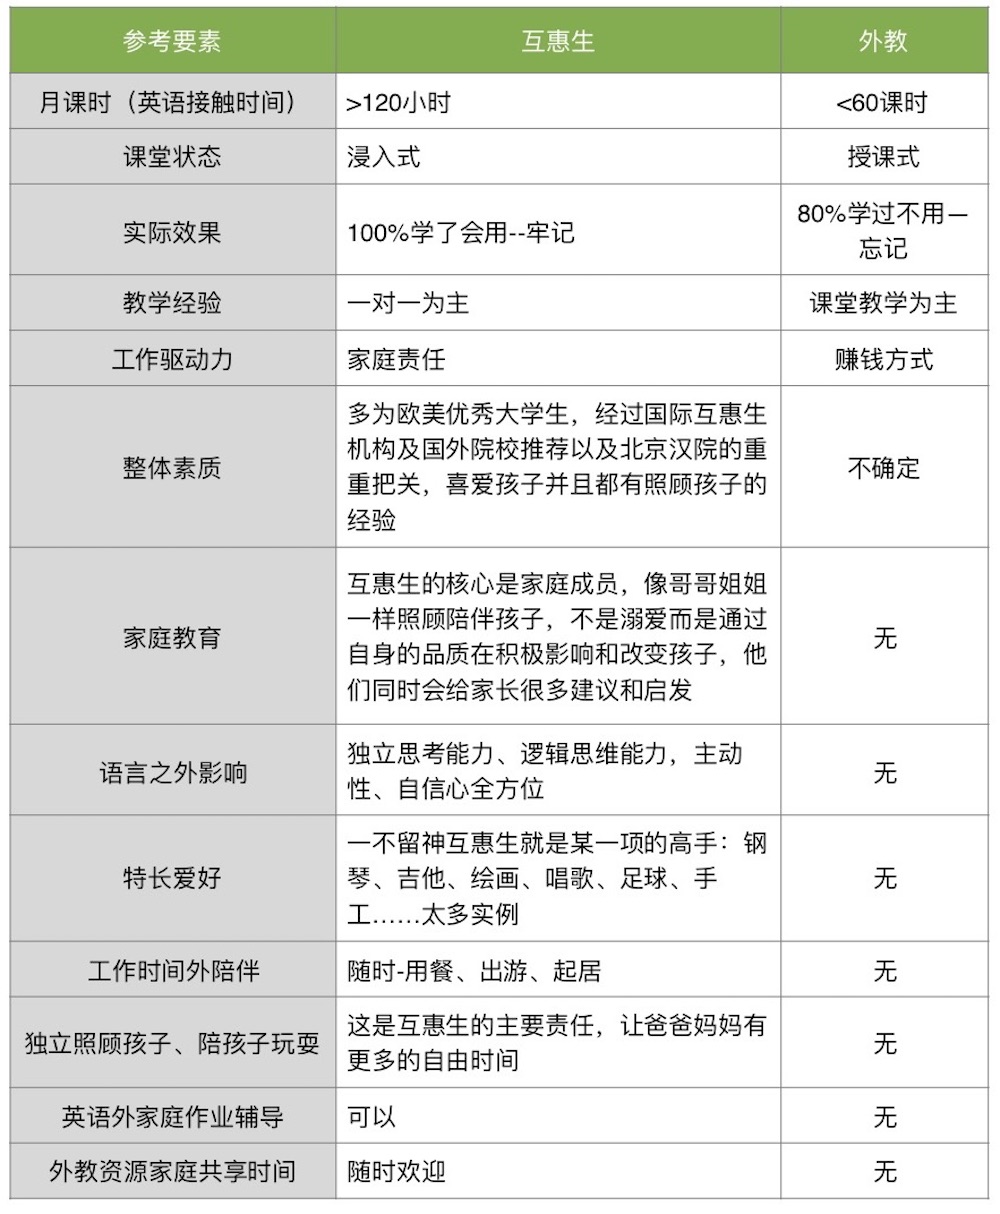 参考要素 互惠生 外教
月课时（英语接触时间） >120小时 <60课时
课堂状态 浸入式 授课式
实际效果 100%学了会用--牢记 80%学过不用—
忘记
教学经验 一对一为主 课堂教学为主
工作驱动力 家庭责任 赚钱方式
整体素质 多为欧美优秀大学生，经过国际互惠生
机构及国外院校推荐以及北京汉院的重
重把关，喜爱孩子并且都有照顾孩子的
经验
不确定
家庭教育 互惠生的核心是家庭成员，像哥哥姐姐
一样照顾陪伴孩子，不是溺爱而是通过
自身的品质在积极影响和改变孩子，他
们同时会给家长很多建议和启发
无
语言之外影响 独立思考能力、逻辑思维能力，主动
性、自信心全方位
无
特长爱好 一不留神互惠生就是某一项的高手：钢
琴、吉他、绘画、唱歌、足球、手
工……太多实例
无
工作时间外陪伴 随时-用餐、出游、起居 无
独立照顾孩子、陪孩子玩耍 这是互惠生的主要责任，让爸爸妈妈有
更多的自由时间
无
英语外家庭作业辅导 可以 无
外教资源家庭共享时间 随时欢迎 无